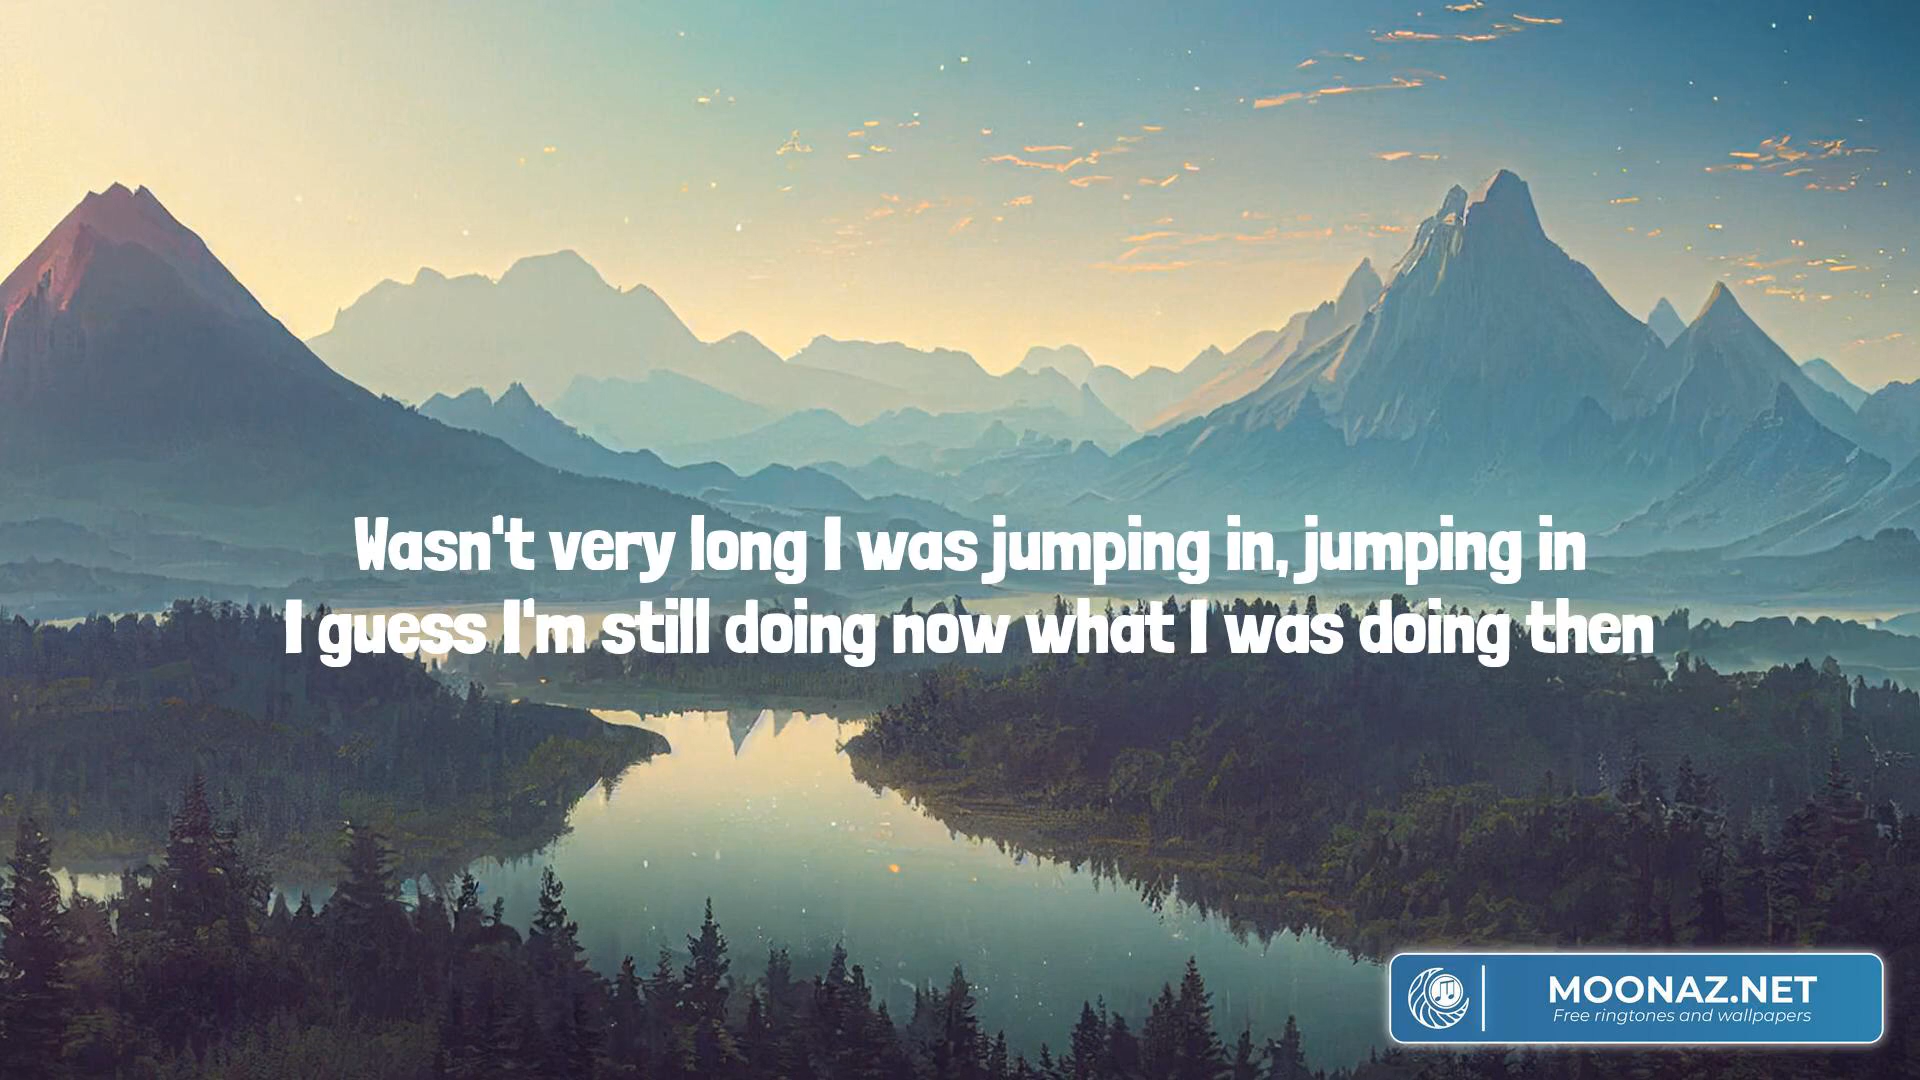 Wasn't very long I was jumping in, jumping in
I guess I'm still doing now what I was doing then
MOONAZ.NET
Free ringtones and wallpapers